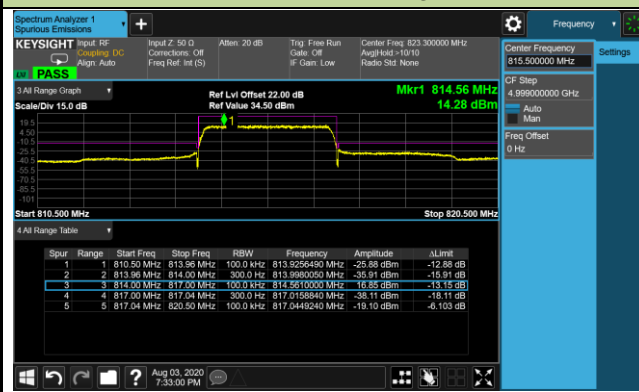 Spectrum Analyzer 1
Spurious Emissions
Frequency
KEYSIGHT
Input: RF
Coupling: DC
Align: Auto
Input Z: 50 Ω
Corrections: Off
Freq Ref: Int (S)
Atten: 20 dB
Trig: Free Run
Gate: Off
IF Gain: Low
Center Freq: 823.300000 MHz
Avg|Hold:>10/10
Radio Std: None
PASS
Center Frequency
815.500000 MHz
Settings
CF Step
4.999000000 GHz
Auto
Man
Freq Offset
0 Hz
3 All Range Graph
Scale/Div 15.0 dB
Ref Lvl Offset 22.00 dB
Ref Value 34.50 dBm
Mkr1 814.56 MHz
14.28 dBm
1
19.5
4.50
-10.5
-25.5
-40.5
-55.5
-70.5
-85.5
-101
Start 810.500 MHz
Stop 820.500 MHz
4 All Range Table
Spur Range Start Freq Stop Freq RBW Frequency Amplitude ΔLimit
1 1 810.50 MHz 813.96 MHz 100.0 kHz 813.9256490 MHz -25.88 dBm -12.88 dB
2 2 813.96 MHz 814.00 MHz 300.0 Hz 813.9980050 MHz -35.91 dBm -15.91 dB
3 3 814.00 MHz 817.00 MHz 100.0 kHz 814.5610000 MHz 16.85 dBm -13.15 dB
4 4 817.00 MHz 817.04 MHz 300.0 Hz 817.0158840 MHz -38.11 dBm -18.11 dB
5 5 817.04 MHz 820.50 MHz 100.0 kHz 817.0449240 MHz -19.10 dBm -6.103 dB
Aug 03, 2020
7:33:00 PM